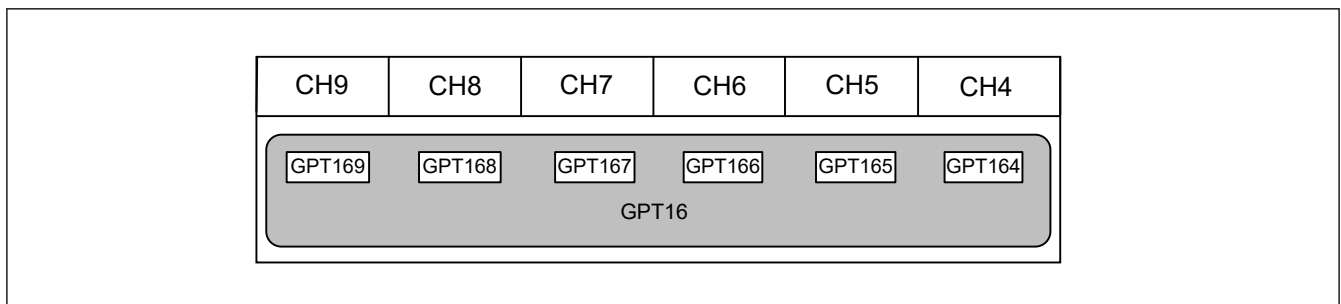 CH9 CH8 CH7 CH6 CH5 CH4
GPT169 GPT168 GPT167 GPT166 GPT165 GPT164
GPT16